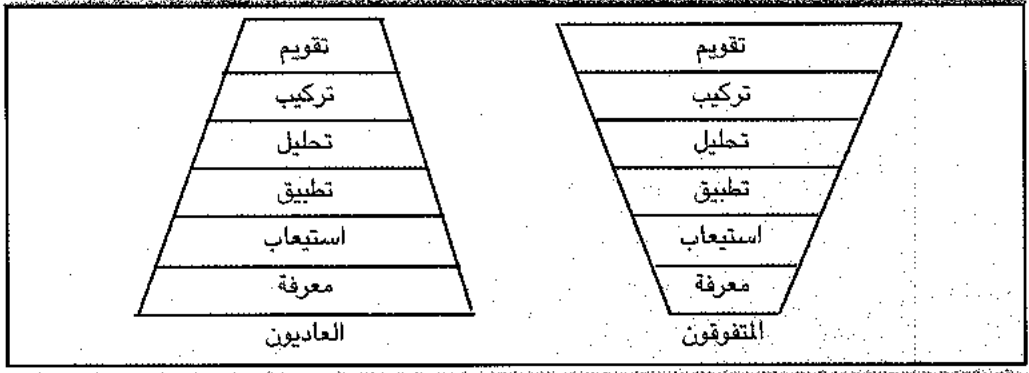 تقويم
تركيب
تحليل
تطبيق
استيعاب
معرفة
المتفوقون
تقويم
تركيب
تحليل
تطبيق
استيعاب
معرفة
العاديون